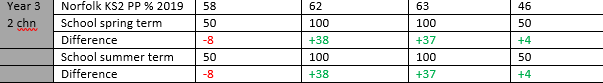 Year 3 Norfolk KS2 PP % 2019 58 62 63 46
2 chn School spring term 50 100 100 50
Difference -8 +38 +37 +4
School summer term 50 100 100 50
Difference -8 +38 +37 +4